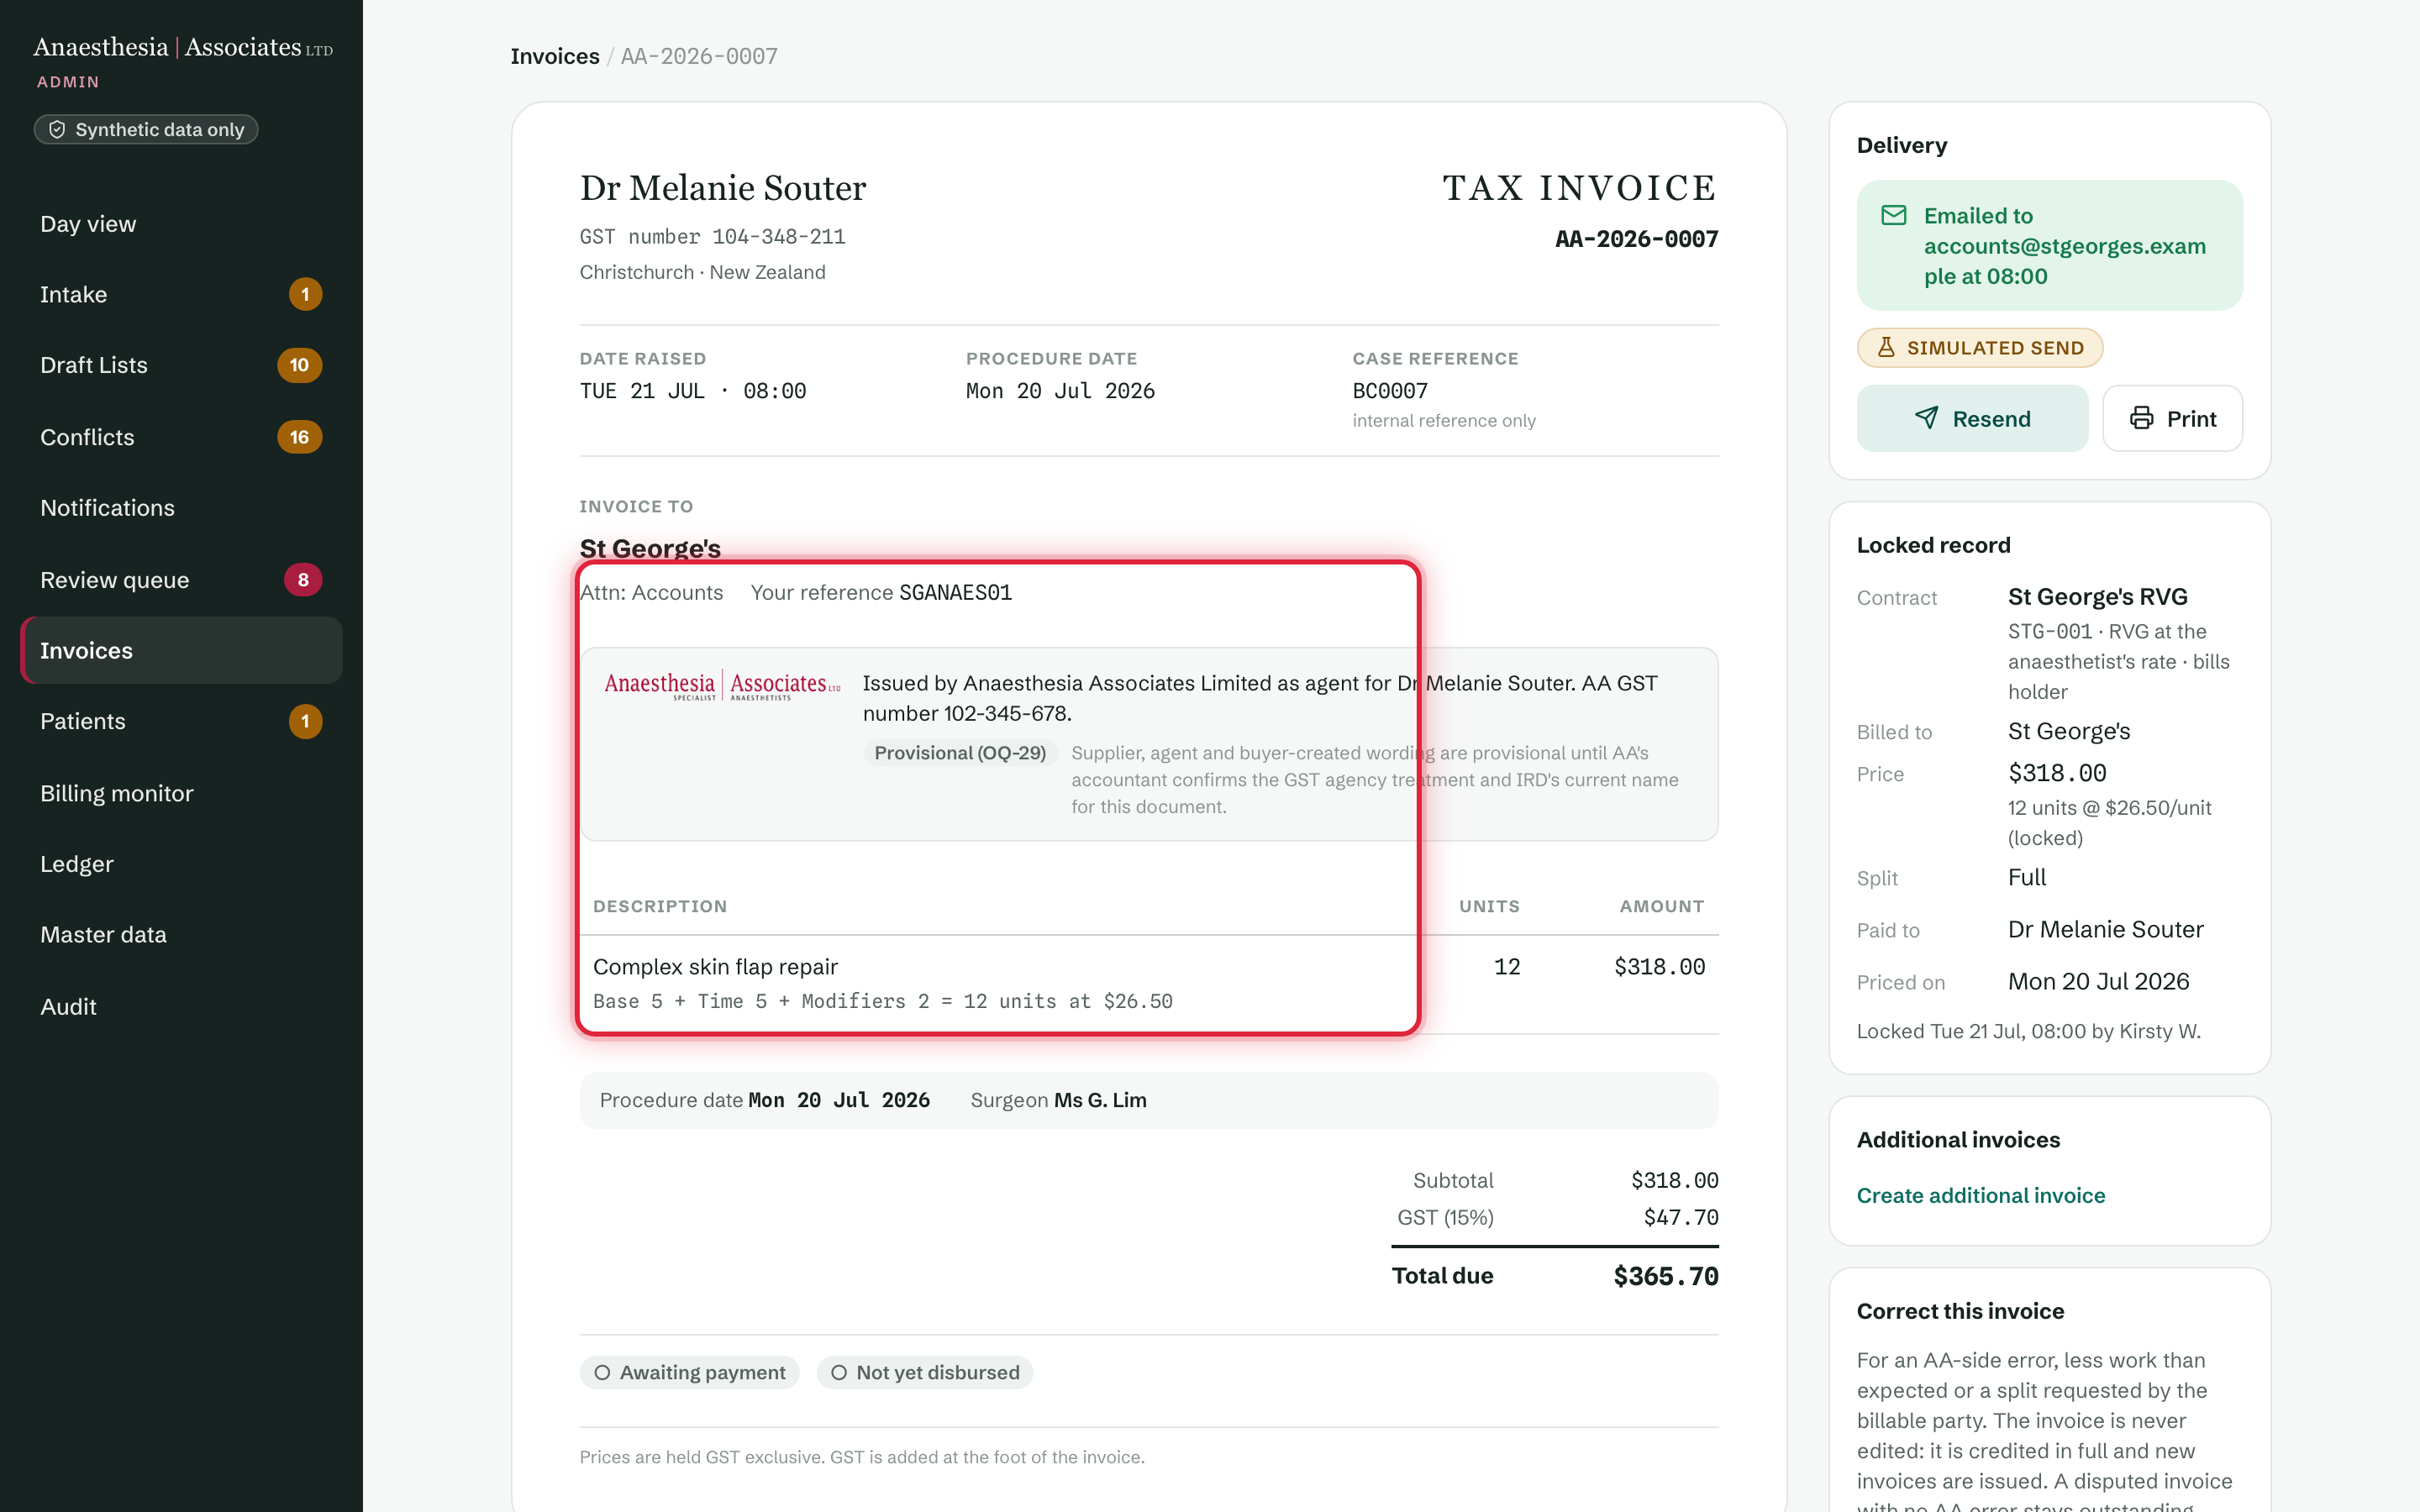 Anaesthesia | Associates LTD
ADMIN
Synthetic data only
Day view
Intake 1
Draft Lists 10
Conflicts 16
Notifications
Review queue 8
Invoices
Patients 1
Billing monitor
Ledger
Master data
Audit
Invoices / AA-2026-0007
Dr Melanie Souter
TAX INVOICE
GST number 104-348-211
AA-2026-0007
Christchurch · New Zealand
DATE RAISED PROCEDURE DATE CASE REFERENCE
TUE 21 JUL · 08:00 Mon 20 Jul 2026 BC0007
internal reference only
INVOICE TO
St George's
Attn: Accounts Your reference SGANAES01
Anaesthesia | Associates LTD
SPECIALIST ANAESTHETISTS
Issued by Anaesthesia Associates Limited as agent for Dr Melanie Souter. AA GST
number 102-345-678.
Provisional (OQ-29) Supplier, agent and buyer-created wording are provisional until AA's
accountant confirms the GST agency treatment and IRD's current name
for this document.
DESCRIPTION UNITS AMOUNT
Complex skin flap repair 12 $318.00
Base 5 + Time 5 + Modifiers 2 = 12 units at $26.50
Procedure date Mon 20 Jul 2026 Surgeon Ms G. Lim
Subtotal $318.00
GST (15%) $47.70
Total due $365.70
Awaiting payment Not yet disbursed
Prices are held GST exclusive. GST is added at the foot of the invoice.
Delivery
Emailed to
accounts@stgeorges.exam
ple at 08:00
SIMULATED SEND
Resend Print
Locked record
Contract St George's RVG
STG-001 · RVG at the
anaesthetist's rate · bills
holder
Billed to St George's
Price $318.00
12 units @ $26.50/unit
(locked)
Split Full
Paid to Dr Melanie Souter
Priced on Mon 20 Jul 2026
Locked Tue 21 Jul, 08:00 by Kirsty W.
Additional invoices
Create additional invoice
Correct this invoice
For an AA-side error, less work than
expected or a split requested by the
billable party. The invoice is never
edited: it is credited in full and new
invoices are issued. A disputed invoice
with no AA error stays outstanding